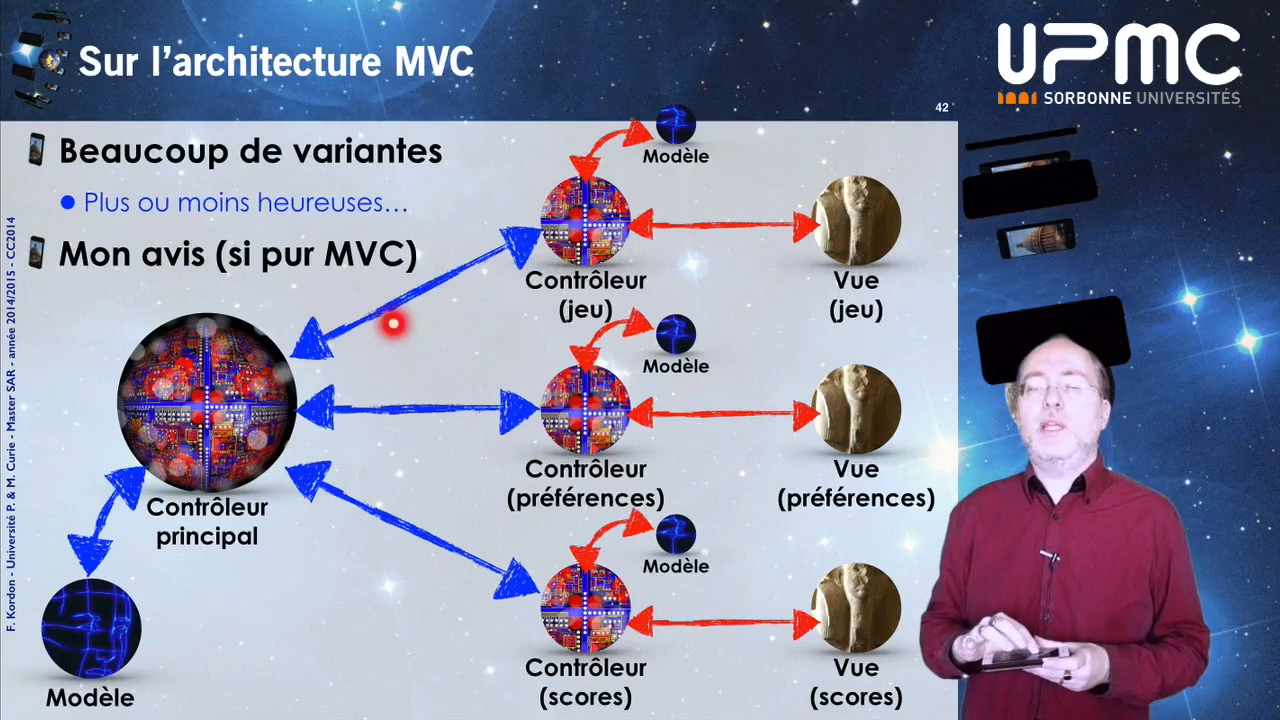 Sur l’architecture MVC
UPMC
SORBONNE UNIVERSITÉS
42
Beaucoup de variantes
Plus ou moins heureuses…
Mon avis (si pur MVC)
Modèle
Contrôleur
(jeu)
Vue
(jeu)
Modèle
Contrôleur
(préférences)
Vue
(préférences)
Contrôleur
principal
Modèle
Contrôleur
(scores)
Vue
(scores)
Modèle
F. Kordon - Université P. & M. Curie - Master SAR - année 2014/2015 - CC2014